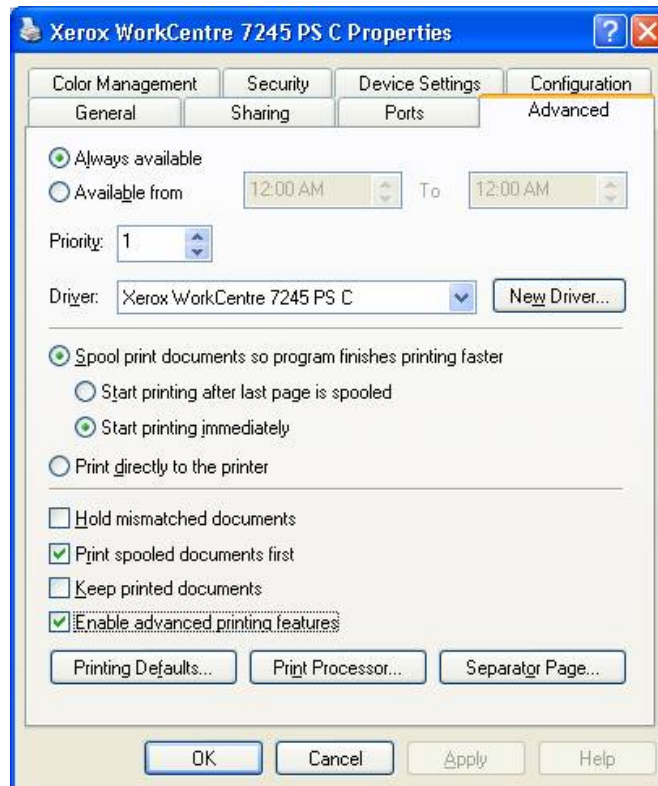 Xerox WorkCentre 7245 PS C Properties
Color Management Security Device Settings Configuration
General Sharing Ports Advanced
Always available
Available from 12:00 AM To 12:00 AM
Priority: 1
Driver: Xerox WorkCentre 7245 PS C New Driver...
Spool print documents so program finishes printing faster
Start printing after last page is spooled
Start printing immediately
Print directly to the printer
Hold mismatched documents
Print spooled documents first
Keep printed documents
Enable advanced printing features
Printing Defaults... Print Processor... Separator Page...
OK Cancel Apply Help